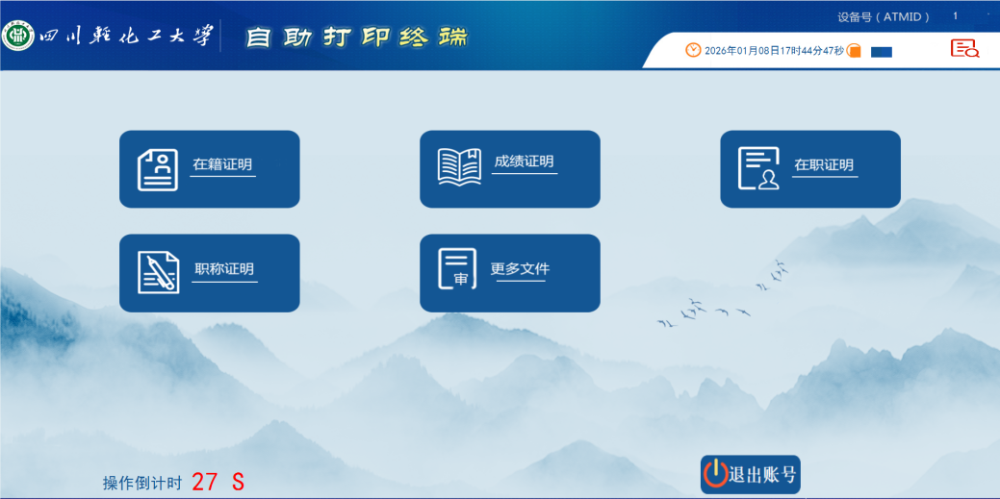 设备号（ATMID） 1
四川轻化工大学 自助打印终端
2026年01月08日17时44分47秒
在籍证明 成绩证明 在职证明
职称证明 审 更多文件
操作倒计时 27 S
退出账号